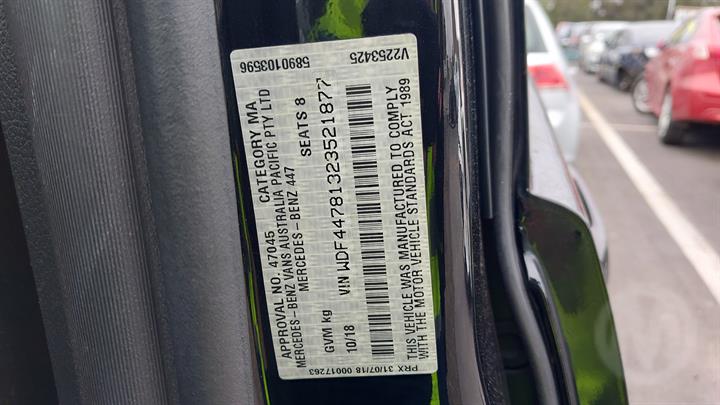 APPROVAL NO. 47045 CATEGORY MA
MERCEDES-BENZ VANS AUSTRALIA PACIFIC PTY LTD
MERCEDES-BENZ 447
GVM kg SEATS 8
10/18 VIN WDF44781323521877
5890103596 V2253425
THIS VEHICLE WAS MANUFACTURED TO COMPLY
WITH THE MOTOR VEHICLE STANDARDS ACT 1989
PRX 31/07/18 00017263